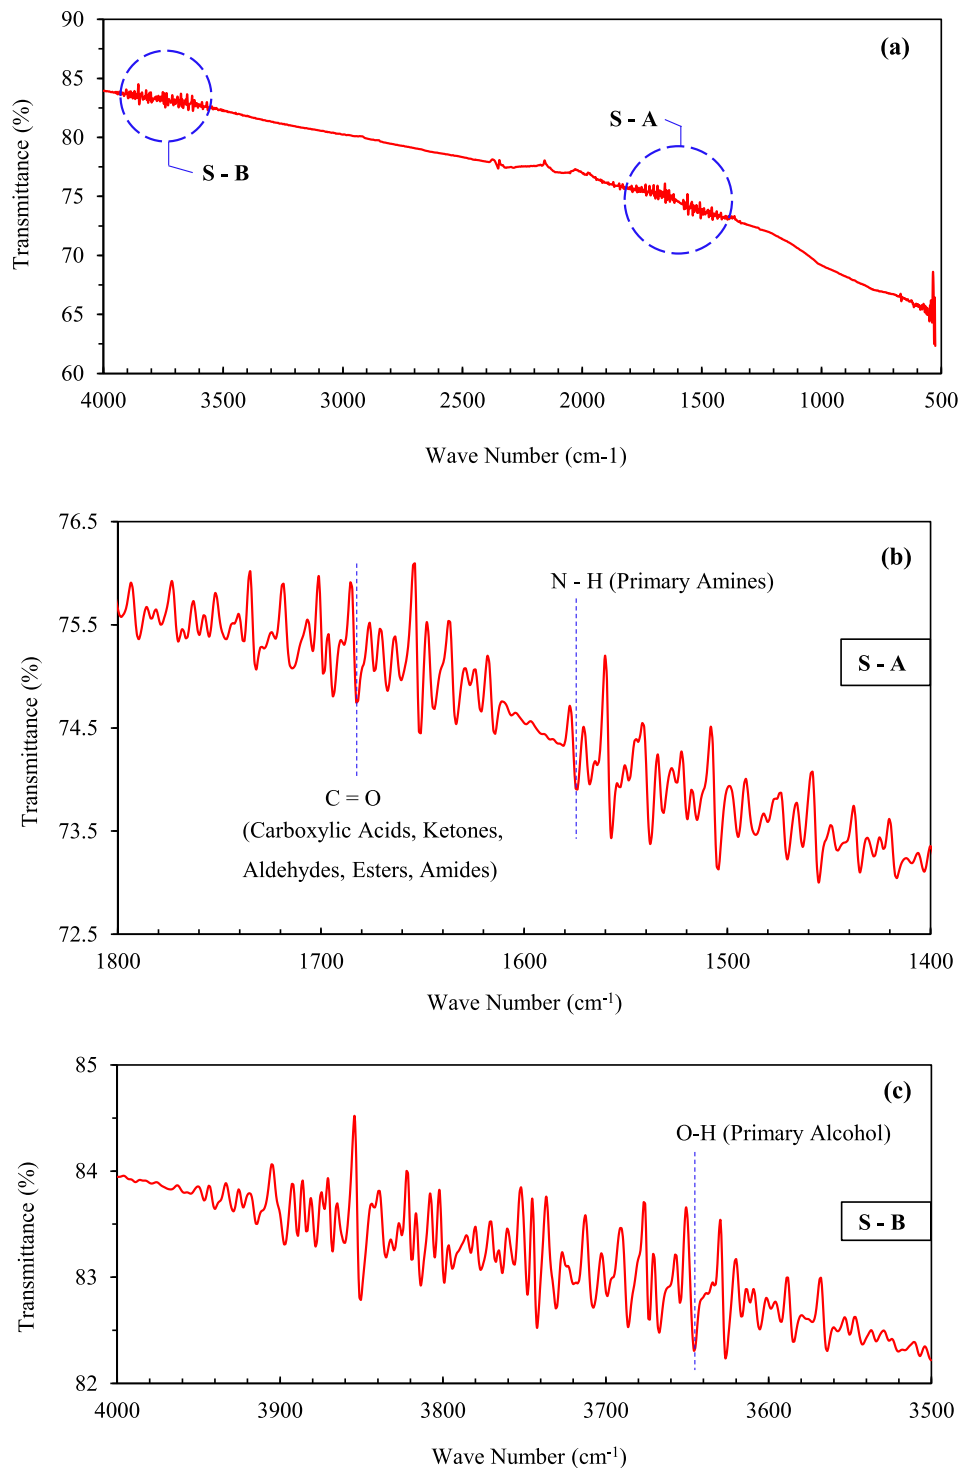 90
(a)
85
S - A
80
S - B
75
70
65
60
Transmittance (%)
4000 3500 3000 2500 2000 1500 1000 500
Wave Number (cm-1)
76.5
(b)
N - H (Primary Amines)
75.5
S - A
74.5
C = O
(Carboxylic Acids, Ketones,
73.5
Aldehydes, Esters, Amides)
72.5
Transmittance (%)
1800 1700 1600 1500 1400
Wave Number (cm-1)
85
(c)
O-H (Primary Alcohol)
84
S - B
83
82
Transmittance (%)
4000 3900 3800 3700 3600 3500
Wave Number (cm-1)